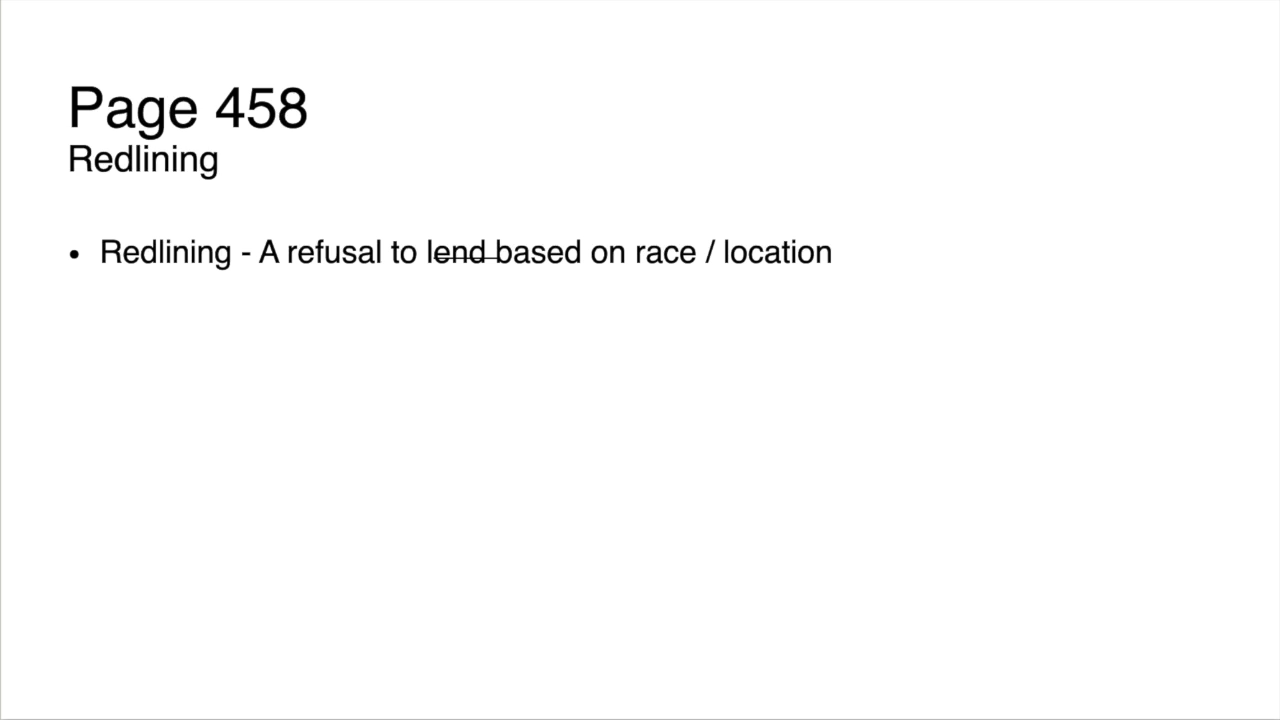 Page 458
Redlining
• Redlining - A refusal to lend based on race / location